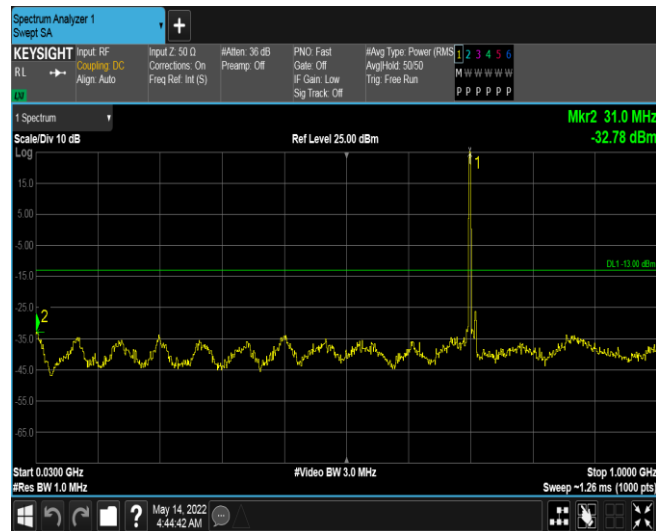 Spectrum Analyzer 1
Swept SA
+
KEYSIGHT
RL
Input: RF
Coupling: DC
Align: Auto
Input Z: 50 Ω
Corrections: On
Freq Ref: Int (S)
#Atten: 36 dB
Preamp: Off
PNO: Fast
Gate: Off
IF Gain: Low
Sig Track: Off
#Avg Type: Power (RMS
Avg|Hold: 50/50
Trig: Free Run
1 2 3 4 5 6
M W W W W W
P P P P P P
1 Spectrum
Scale/Div 10 dB
Ref Level 25.00 dBm
Mkr2 31.0 MHz
-32.78 dBm
Log
15.0
5.00
-5.00
-15.0
-25.0
-35.0
-45.0
-55.0
-65.0
1
2
DL1 -13.00 dBm
Start 0.0300 GHz
#Video BW 3.0 MHz
Stop 1.0000 GHz
#Res BW 1.0 MHz
Sweep ~1.26 ms (1000 pts)
?
May 14, 2022
4:44:42 AM